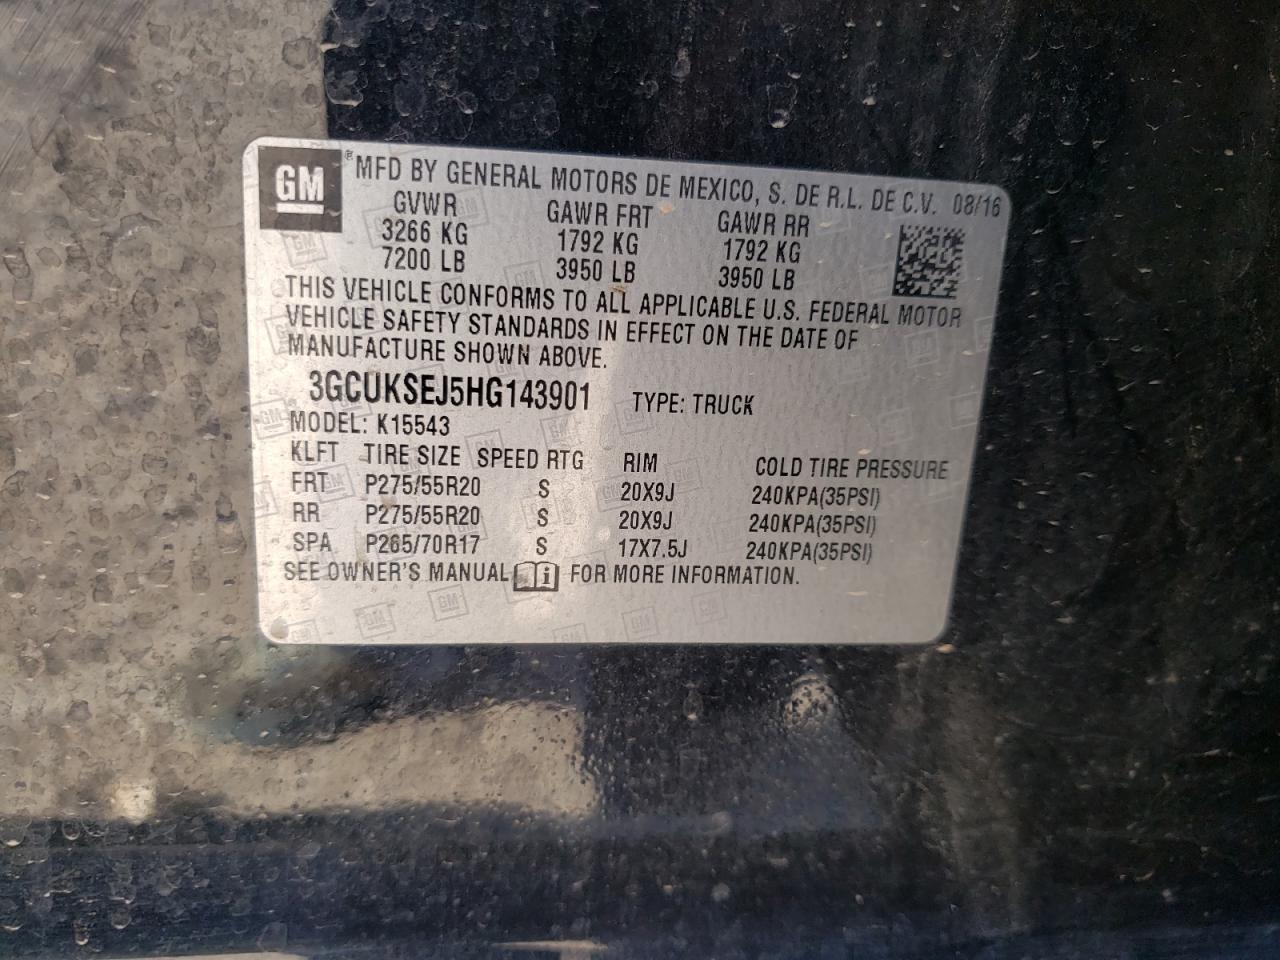 GM ® MFD BY GENERAL MOTORS DE MEXICO, S. DE R.L. DE C.V. 08/16
GVWR GAWR FRT GAWR RR
3266 KG 1792 KG 1792 KG
7200 LB 3950 LB 3950 LB
THIS VEHICLE CONFORMS TO ALL APPLICABLE U.S. FEDERAL MOTOR
VEHICLE SAFETY STANDARDS IN EFFECT ON THE DATE OF
MANUFACTURE SHOWN ABOVE.
3GCUKSEJ5HG143901 TYPE: TRUCK
MODEL: K15543
KLFT TIRE SIZE SPEED RTG RIM COLD TIRE PRESSURE
FRT P275/55R20 S 20X9J 240KPA(35PSI)
RR P275/55R20 S 20X9J 240KPA(35PSI)
SPA P265/70R17 S 17X7.5J 240KPA(35PSI)
SEE OWNER'S MANUAL i FOR MORE INFORMATION.